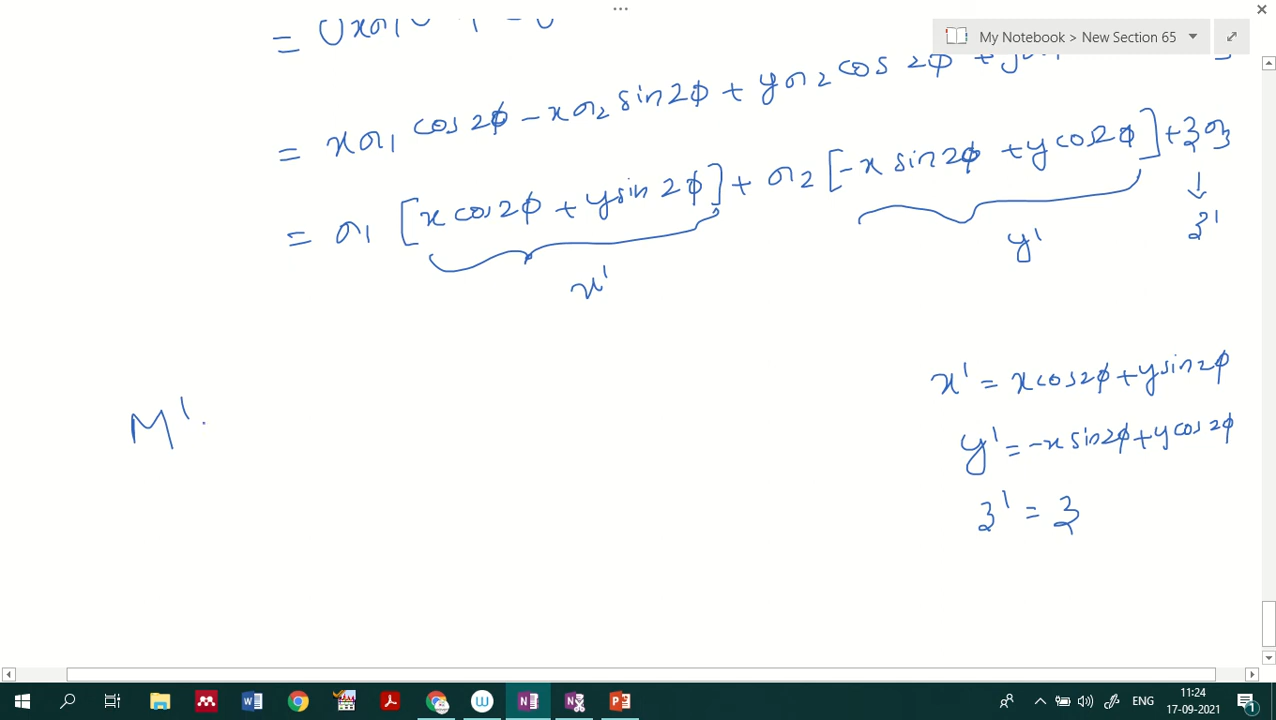 My Notebook > New Section 65
=
= xσ₁ cos 2φ - xσ₂ sin 2φ + yσ₂ cos 2φ +
= σ₁ [x cos 2φ + y sin 2φ] + σ₂ [-x sin 2φ + y cos 2φ] + zσ₃
x'
y'
z'
x' = x cos 2φ + y sin 2φ
M'.
y' = -x sin 2φ + y cos 2φ
z' = z
ENG
11:24
17-09-2021
1